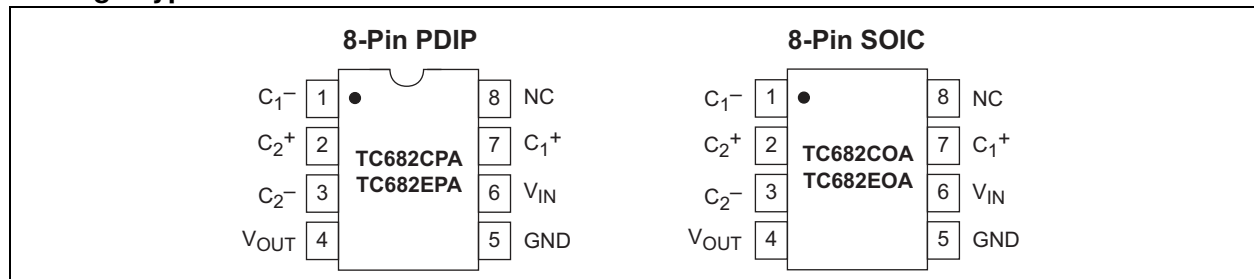 8-Pin PDIP
C1– 1 8 NC
C2+ 2 7 C1+
C2– 3 6 VIN
VOUT 4 5 GND
TC682CPA
TC682EPA
8-Pin SOIC
C1– 1 8 NC
C2+ 2 7 C1+
C2– 3 6 VIN
VOUT 4 5 GND
TC682COA
TC682EOA